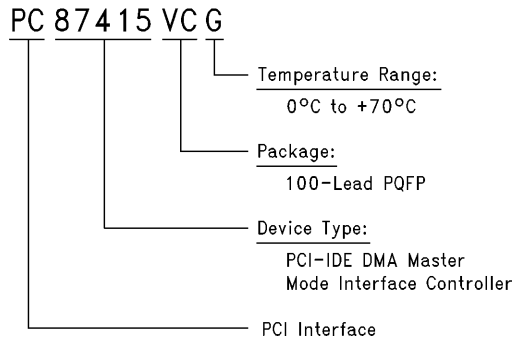 PC 87415 VC G
Temperature Range:
0°C to +70°C
Package:
100-Lead PQFP
Device Type:
PCI-IDE DMA Master
Mode Interface Controller
PCI Interface